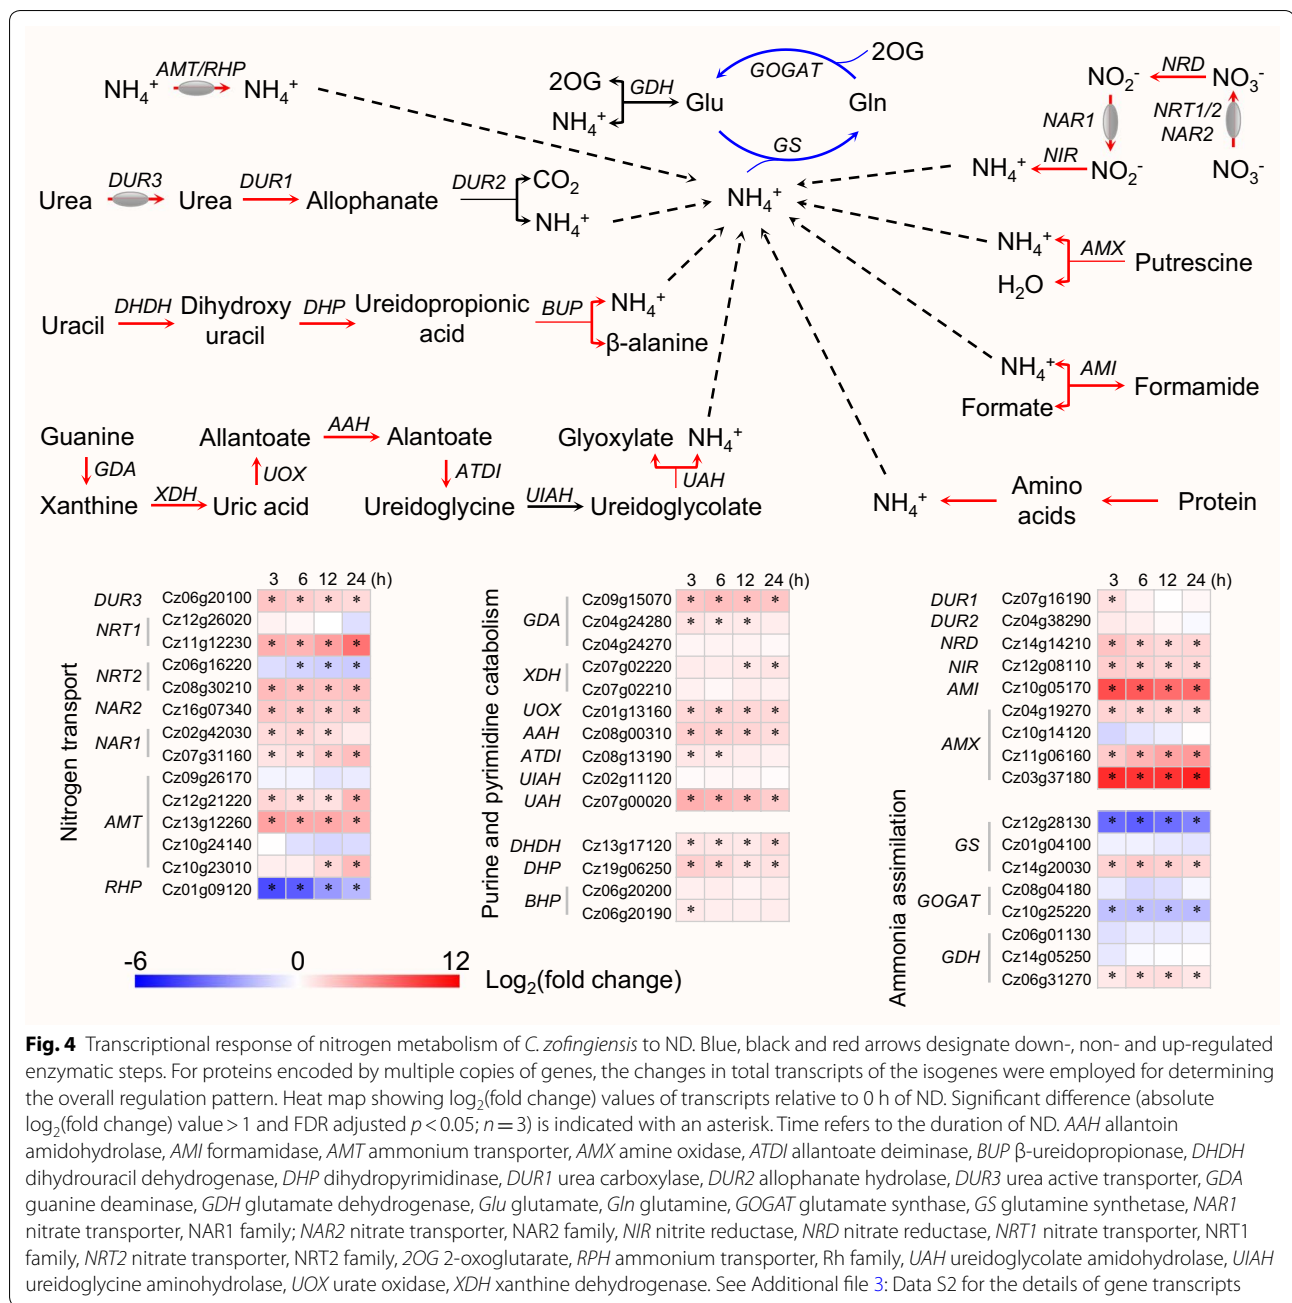 AMT/RHP
NH4+ NH4+
2OG
GDH
NH4+
Glu
GOGAT
2OG
Gln
GS
NO2- NRD NO3-
NAR1
NRT1/2
NAR2
NH4+ NIR NO2- NO3-
Urea DUR3 Urea DUR1 Allophanate DUR2 CO2
NH4+
NH4+
NH4+ AMX Putrescine
H2O
Uracil DHDH Dihydroxy
uracil
DHP Ureidopropionic
acid
BUP NH4+
β-alanine
NH4+ AMI Formamide
Formate
Guanine
GDA
Xanthine XDH Uric acid
UOX
Allantoate AAH Alantoate
ATDI
Ureidoglycine UIAH Ureidoglycolate
UAH
Glyoxylate NH4+
NH4+ Amino
acids
Protein
Nitrogen transport
3 6 12 24 (h)
DUR3 Cz06g20100 * * * *
NRT1 Cz12g26020
Cz11g12230 * * * *
NRT2 Cz06g16220 * * *
Cz08g30210 * * * *
NAR2 Cz16g07340 * * * *
NAR1 Cz02g42030 * * *
Cz07g31160 * * * *
AMT Cz09g26170
Cz12g21220 * * * *
Cz13g12260 * * * *
Cz10g24140
Cz10g23010 * *
RHP Cz01g09120 * * * *
Purine and pyrimidine catabolism
3 6 12 24 (h)
GDA Cz09g15070 * * * *
Cz04g24280 * * *
Cz04g24270
XDH Cz07g02220 * *
Cz07g02210
UOX Cz01g13160 * * * *
AAH Cz08g00310 * * * *
ATDI Cz08g13190 * *
UIAH Cz02g11120
UAH Cz07g00020 * * * *
DHDH Cz13g17120 * * * *
DHP Cz19g06250 * * * *
BHP Cz06g20200
Cz06g20190 *
3 6 12 24 (h)
DUR1 Cz07g16190 *
DUR2 Cz04g38290
NRD Cz14g14210 * * * *
NIR Cz12g08110 * * * *
AMI Cz10g05170 * * * *
AMX Cz04g19270 * * * *
Cz10g14120
Cz11g06160 * * * *
Cz03g37180 * * * *
Ammonia assimilation
GS Cz12g28130 * * * *
Cz01g04100
Cz14g20030 * * * *
GOGAT Cz08g04180
Cz10g25220 * * * *
GDH Cz06g01130
Cz14g05250
Cz06g31270 * * * *
-6 0 12
Log2(fold change)
Fig. 4 Transcriptional response of nitrogen metabolism of C. zofingiensis to ND. Blue, black and red arrows designate down-, non- and up-regulated
enzymatic steps. For proteins encoded by multiple copies of genes, the changes in total transcripts of the isogenes were employed for determining
the overall regulation pattern. Heat map showing log2(fold change) values of transcripts relative to 0 h of ND. Significant difference (absolute
log2(fold change) value > 1 and FDR adjusted p < 0.05; n = 3) is indicated with an asterisk. Time refers to the duration of ND. AAH allantoin
amidohydrolase, AMI formamidase, AMT ammonium transporter, AMX amine oxidase, ATDI allantoate deiminase, BUP β-ureidopropionase, DHDH
dihydrouracil dehydrogenase, DHP dihydropyrimidinase, DUR1 urea carboxylase, DUR2 allophanate hydrolase, DUR3 urea active transporter, GDA
guanine deaminase, GDH glutamate dehydrogenase, Glu glutamate, Gln glutamine, GOGAT glutamate synthase, GS glutamine synthetase, NAR1
nitrate transporter, NAR1 family; NAR2 nitrate transporter, NAR2 family, NIR nitrite reductase, NRD nitrate reductase, NRT1 nitrate transporter, NRT1
family, NRT2 nitrate transporter, NRT2 family, 2OG 2-oxoglutarate, RPH ammonium transporter, Rh family, UAH ureidoglycolate amidohydrolase, UIAH
ureidoglycine aminohydrolase, UOX urate oxidase, XDH xanthine dehydrogenase. See Additional file 3: Data S2 for the details of gene transcripts